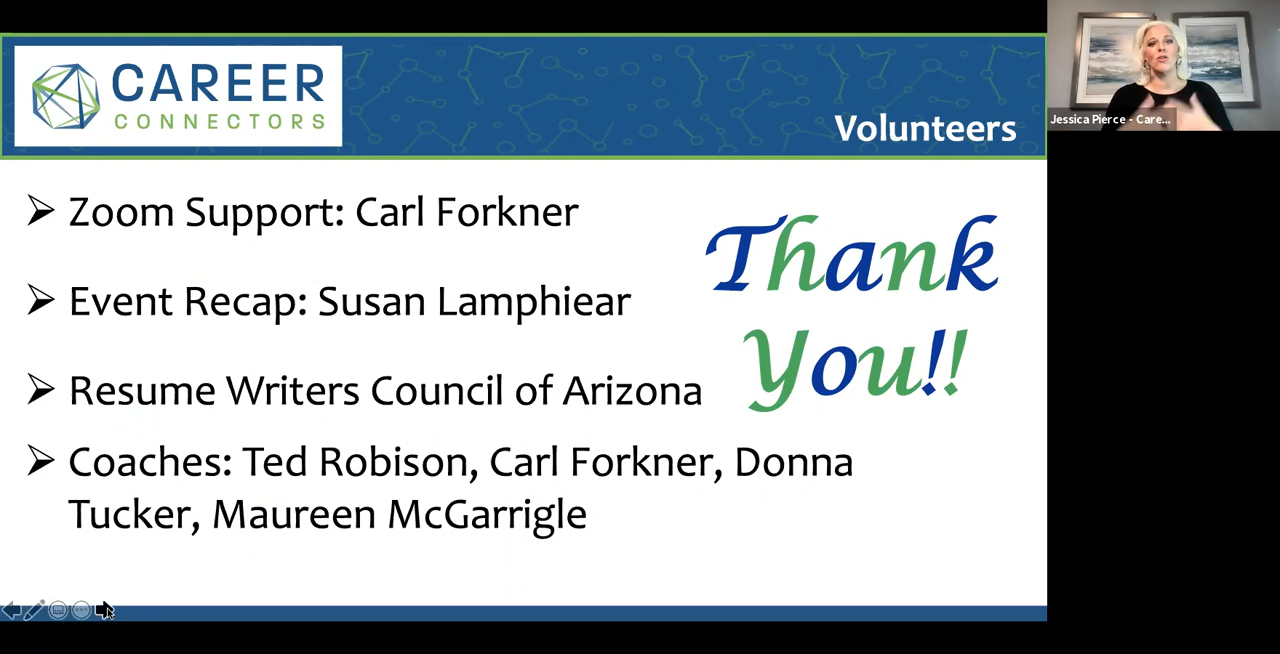 CAREER
CONNECTORS
Volunteers
Jessica Pierce - Care...
➢ Zoom Support: Carl Forkner
➢ Event Recap: Susan Lamphiear
➢ Resume Writers Council of Arizona
➢ Coaches: Ted Robison, Carl Forkner, Donna
Tucker, Maureen McGarrigle
Thank
You!!